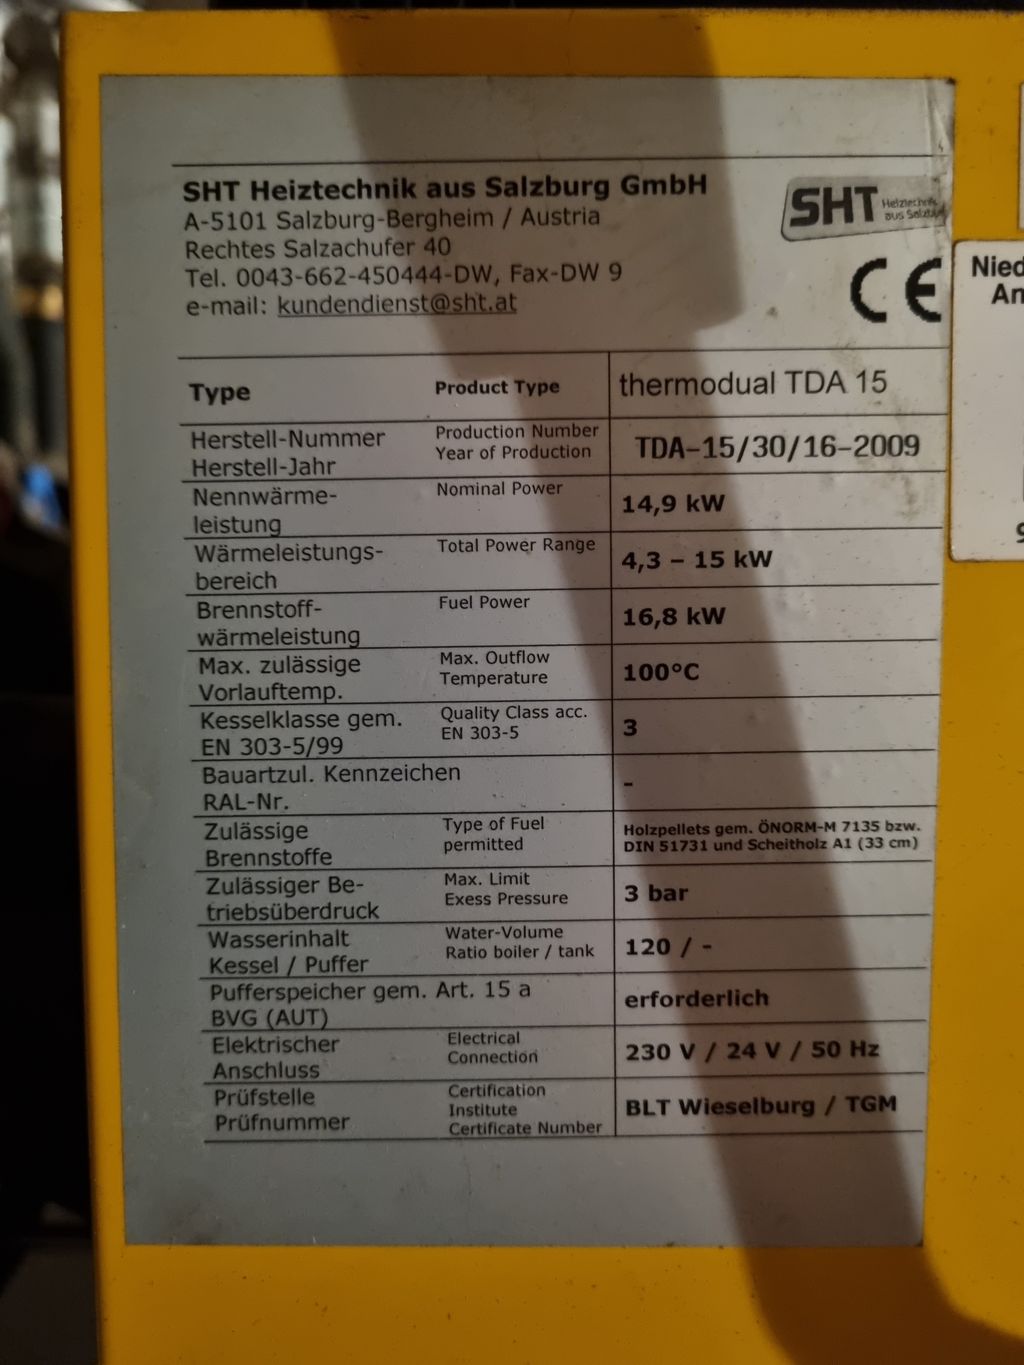 SHT Heiztechnik aus Salzburg GmbH
A-5101 Salzburg-Bergheim / Austria
Rechtes Salzachufer 40
Tel. 0043-662-450444-DW, Fax-DW 9
e-mail: kundendienst@sht.at
SHT Heiztechnik
aus Salzburg
CE
Type Product Type thermodual TDA 15
Herstell-Nummer Production Number
Herstell-Jahr Year of Production TDA-15/30/16-2009
Nennwärme- Nominal Power
leistung 14,9 kW
Wärmeleistungs- Total Power Range
bereich 4,3 – 15 kW
Brennstoff- Fuel Power
wärmeleistung 16,8 kW
Max. zulässige Max. Outflow
Vorlauftemp. Temperature 100°C
Kesselklasse gem. Quality Class acc.
EN 303-5/99 EN 303-5 3
Bauartzul. Kennzeichen
RAL-Nr. -
Zulässige Type of Fuel Holzpellets gem. ÖNORM-M 7135 bzw.
Brennstoffe permitted DIN 51731 und Scheitholz A1 (33 cm)
Zulässiger Be- Max. Limit
triebsüberdruck Exess Pressure 3 bar
Wasserinhalt Water-Volume
Kessel / Puffer Ratio boiler / tank 120 / -
Pufferspeicher gem. Art. 15 a
BVG (AUT) erforderlich
Elektrischer Electrical
Anschluss Connection 230 V / 24 V / 50 Hz
Prüfstelle Certification
Prüfnummer Institute BLT Wieselburg / TGM
Certificate Number
Nied
An